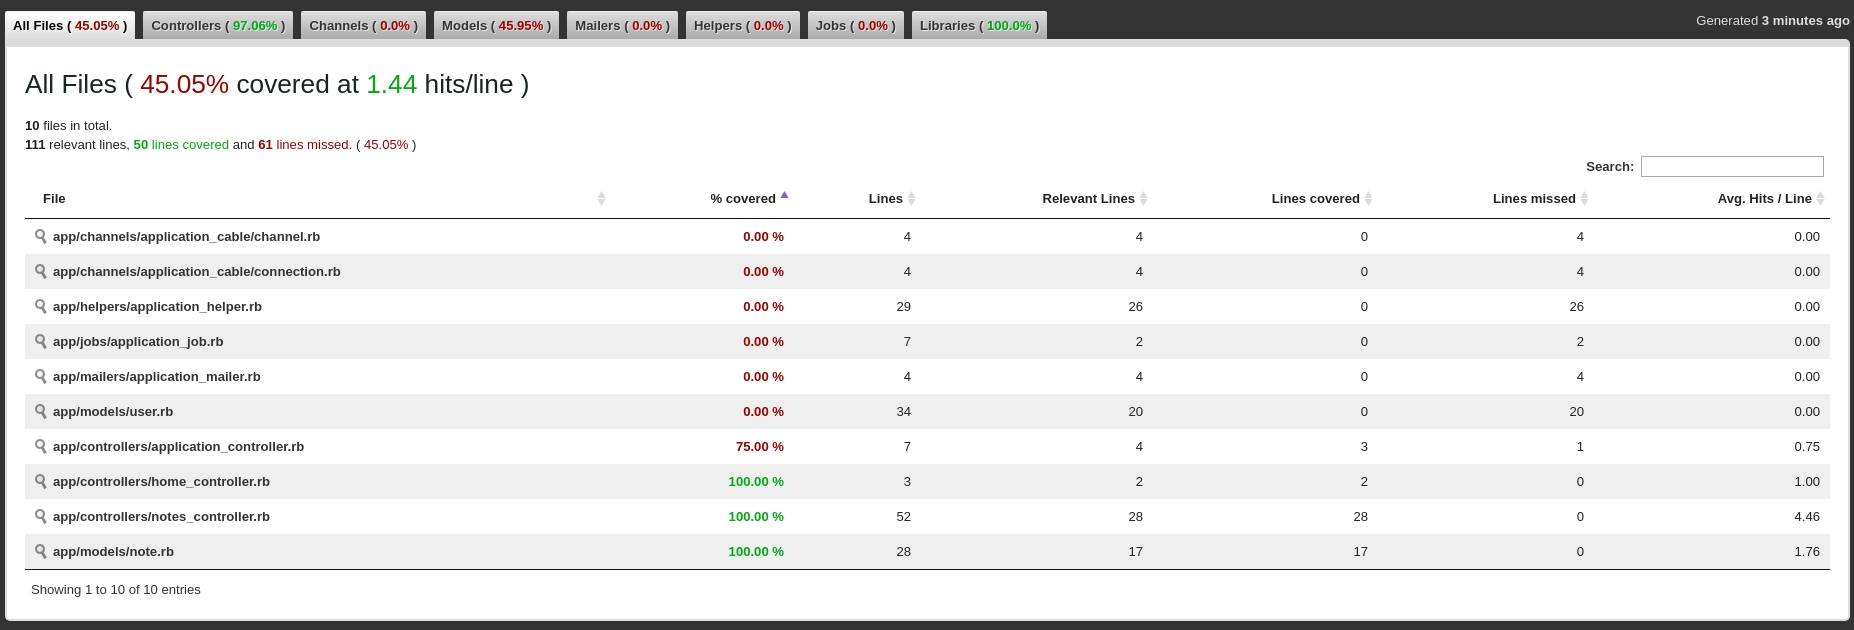 All Files ( 45.05% ) Controllers ( 97.06% ) Channels ( 0.0% ) Models ( 45.95% ) Mailers ( 0.0% ) Helpers ( 0.0% ) Jobs ( 0.0% ) Libraries ( 100.0% ) Generated 3 minutes ago
All Files ( 45.05% covered at 1.44 hits/line )
10 files in total.
111 relevant lines, 50 lines covered and 61 lines missed. ( 45.05% )
Search:
File % covered Lines Relevant Lines Lines covered Lines missed Avg. Hits / Line
app/channels/application_cable/channel.rb 0.00 % 4 4 0 4 0.00
app/channels/application_cable/connection.rb 0.00 % 4 4 0 4 0.00
app/helpers/application_helper.rb 0.00 % 29 26 0 26 0.00
app/jobs/application_job.rb 0.00 % 7 2 0 2 0.00
app/mailers/application_mailer.rb 0.00 % 4 4 0 4 0.00
app/models/user.rb 0.00 % 34 20 0 20 0.00
app/controllers/application_controller.rb 75.00 % 7 4 3 1 0.75
app/controllers/home_controller.rb 100.00 % 3 2 2 0 1.00
app/controllers/notes_controller.rb 100.00 % 52 28 28 0 4.46
app/models/note.rb 100.00 % 28 17 17 0 1.76
Showing 1 to 10 of 10 entries